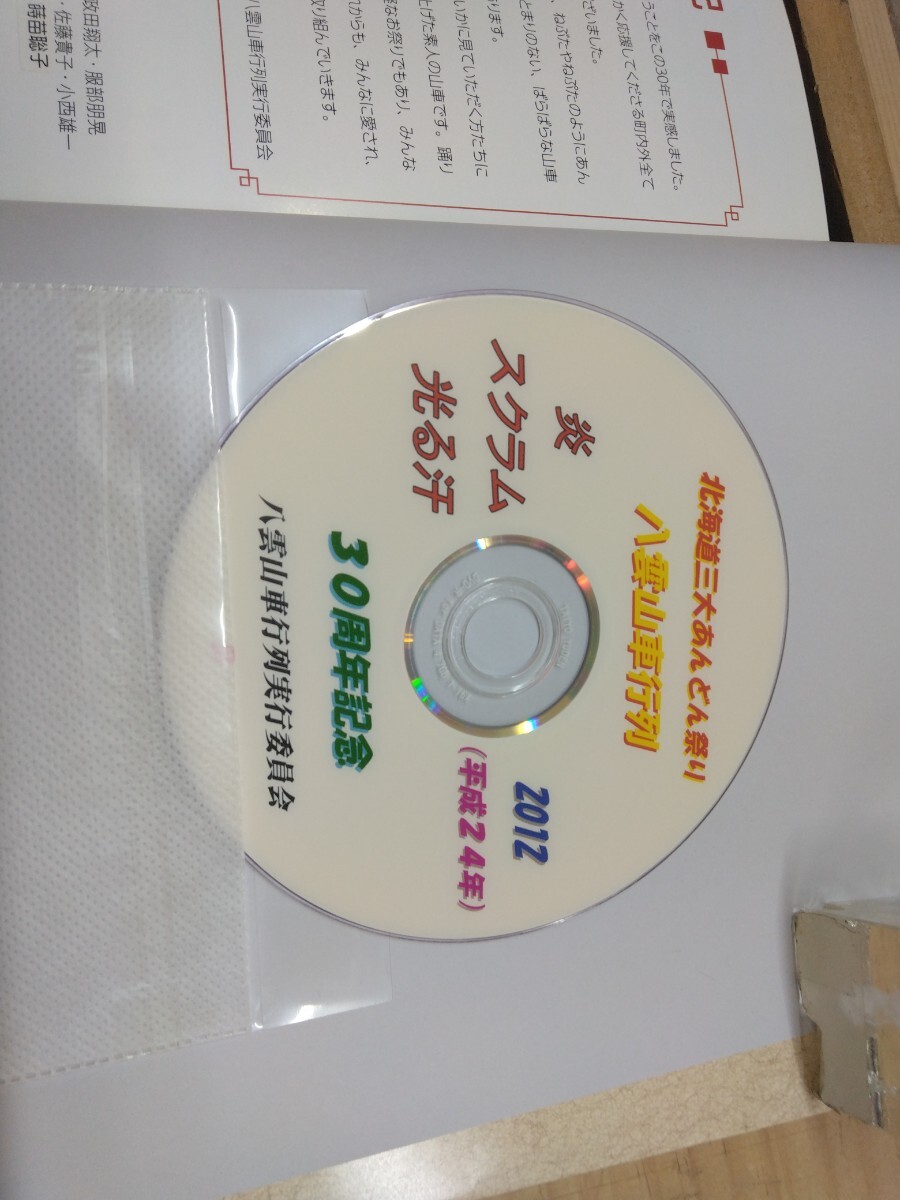 うことをこの30年で実感しました。
かく応援してくださる町内外全て
ざいました。
、ねぶたやねぷたのようにあん
とまりのない、ばらばらな山車
ります。
いかに見ていただく方たちに
上げた素人の山車です。踊り
なお祭りでもあり、みんな
れからも、みんなに愛され、
取り組んでいきます。
八雲山車行列実行委員会
政田翔太・服部朋晃
・佐藤貴子・小西雄一
蒔苗聡子
北海道三大あんどん祭り
八雲山車行列
炎
スクラム
光る汗
2012
（平成24年）
30周年記念
八雲山車行列実行委員会